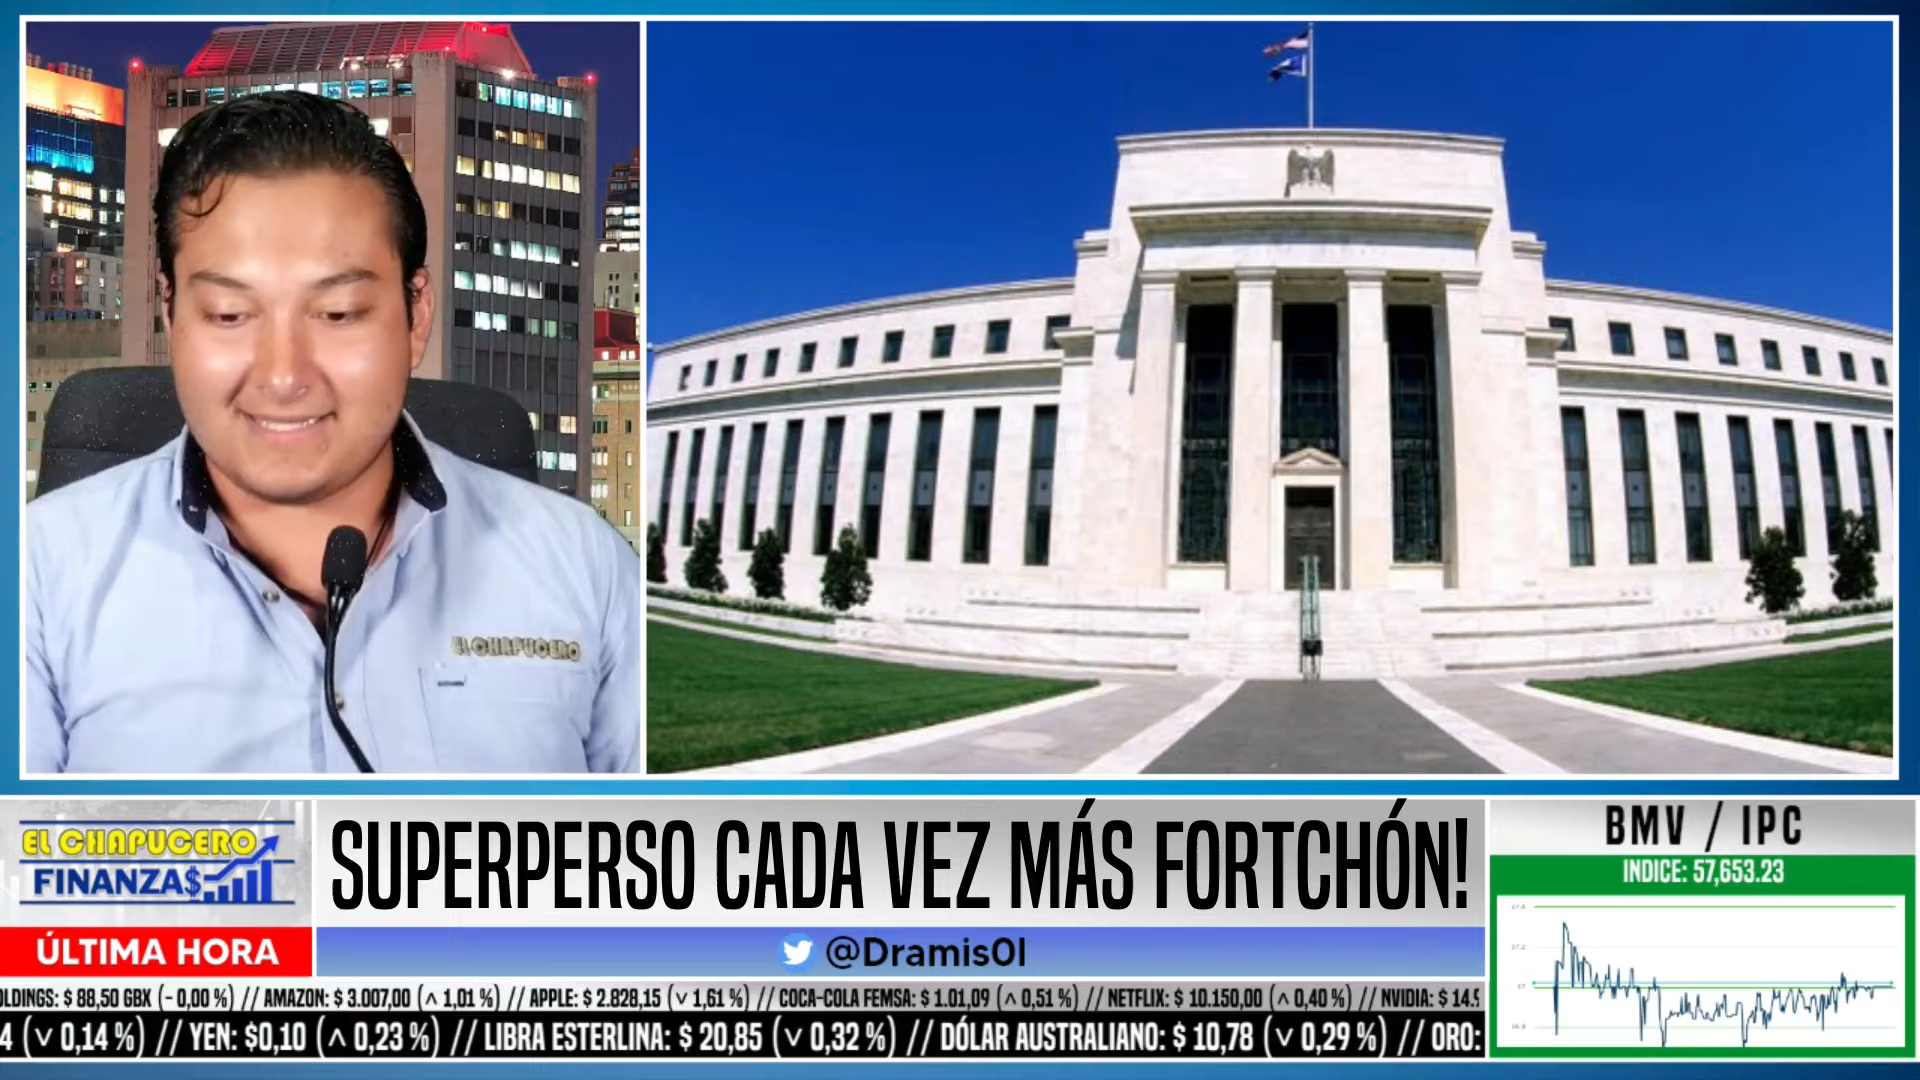 EL CHAPUCERO
EL CHAPUCERO
FINANZA$
SUPERPERSO CADA VEZ MÁS FORTCHÓN!
BMV / IPC
INDICE: 57,653.23
ÚLTIMA HORA
@Dramis01
OLDINGS: $ 88,50 GBX (- 0,00 %) // AMAZON: $ 3.007,00 (^ 1,01 %) // APPLE: $ 2.828,15 (v 1,61 %) // COCA-COLA FEMSA: $ 1.01,09 (^ 0,51 %) // NETFLIX: $ 10.150,00 (^ 0,40 %) // NVIDIA: $ 14.9
4 (v 0,14 %) // YEN: $0,10 (^ 0,23 %) // LIBRA ESTERLINA: $ 20,85 (v 0,32 %) // DÓLAR AUSTRALIANO: $ 10,78 (v 0,29 %) // ORO: